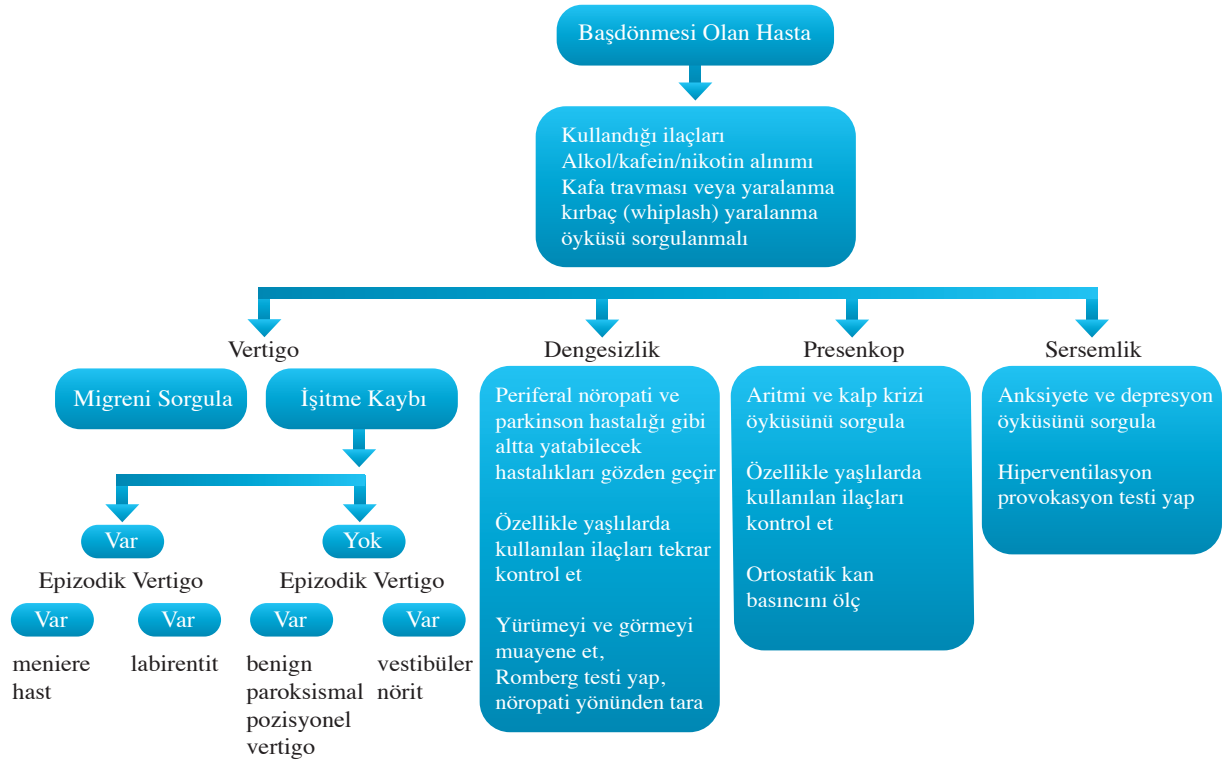 Başdönmesi Olan Hasta
Kullandığı ilaçları
Alkol/kafein/nikotin alınımı
Kafa travması veya yaralanma
kırbaç (whiplash) yaralanma
öyküsü sorgulanmalı
Vertigo
Migreni Sorgula
İşitme Kaybı
Var
Epizodik Vertigo
Var
meniere
hast
Var
labirentit
Yok
Epizodik Vertigo
Var
benign
paroksismal
pozisyonel
vertigo
Var
vestibüler
nörit
Dengesizlik
Periferal nöropati ve
parkinson hastalığı gibi
altta yatabilecek
hastalıkları gözden geçir
Özellikle yaşlılarda
kullanılan ilaçları tekrar
kontrol et
Yürümeyi ve görmeyi
muayene et,
Romberg testi yap,
nöropati yönünden tara
Presenkop
Aritmi ve kalp krizi
öyküsünü sorgula
Özellikle yaşlılarda
kullanılan ilaçları
kontrol et
Ortostatik kan
basıncını ölç
Sersemlik
Anksiyete ve depresyon
öyküsünü sorgula
Hiperventilasyon
provokasyon testi yap